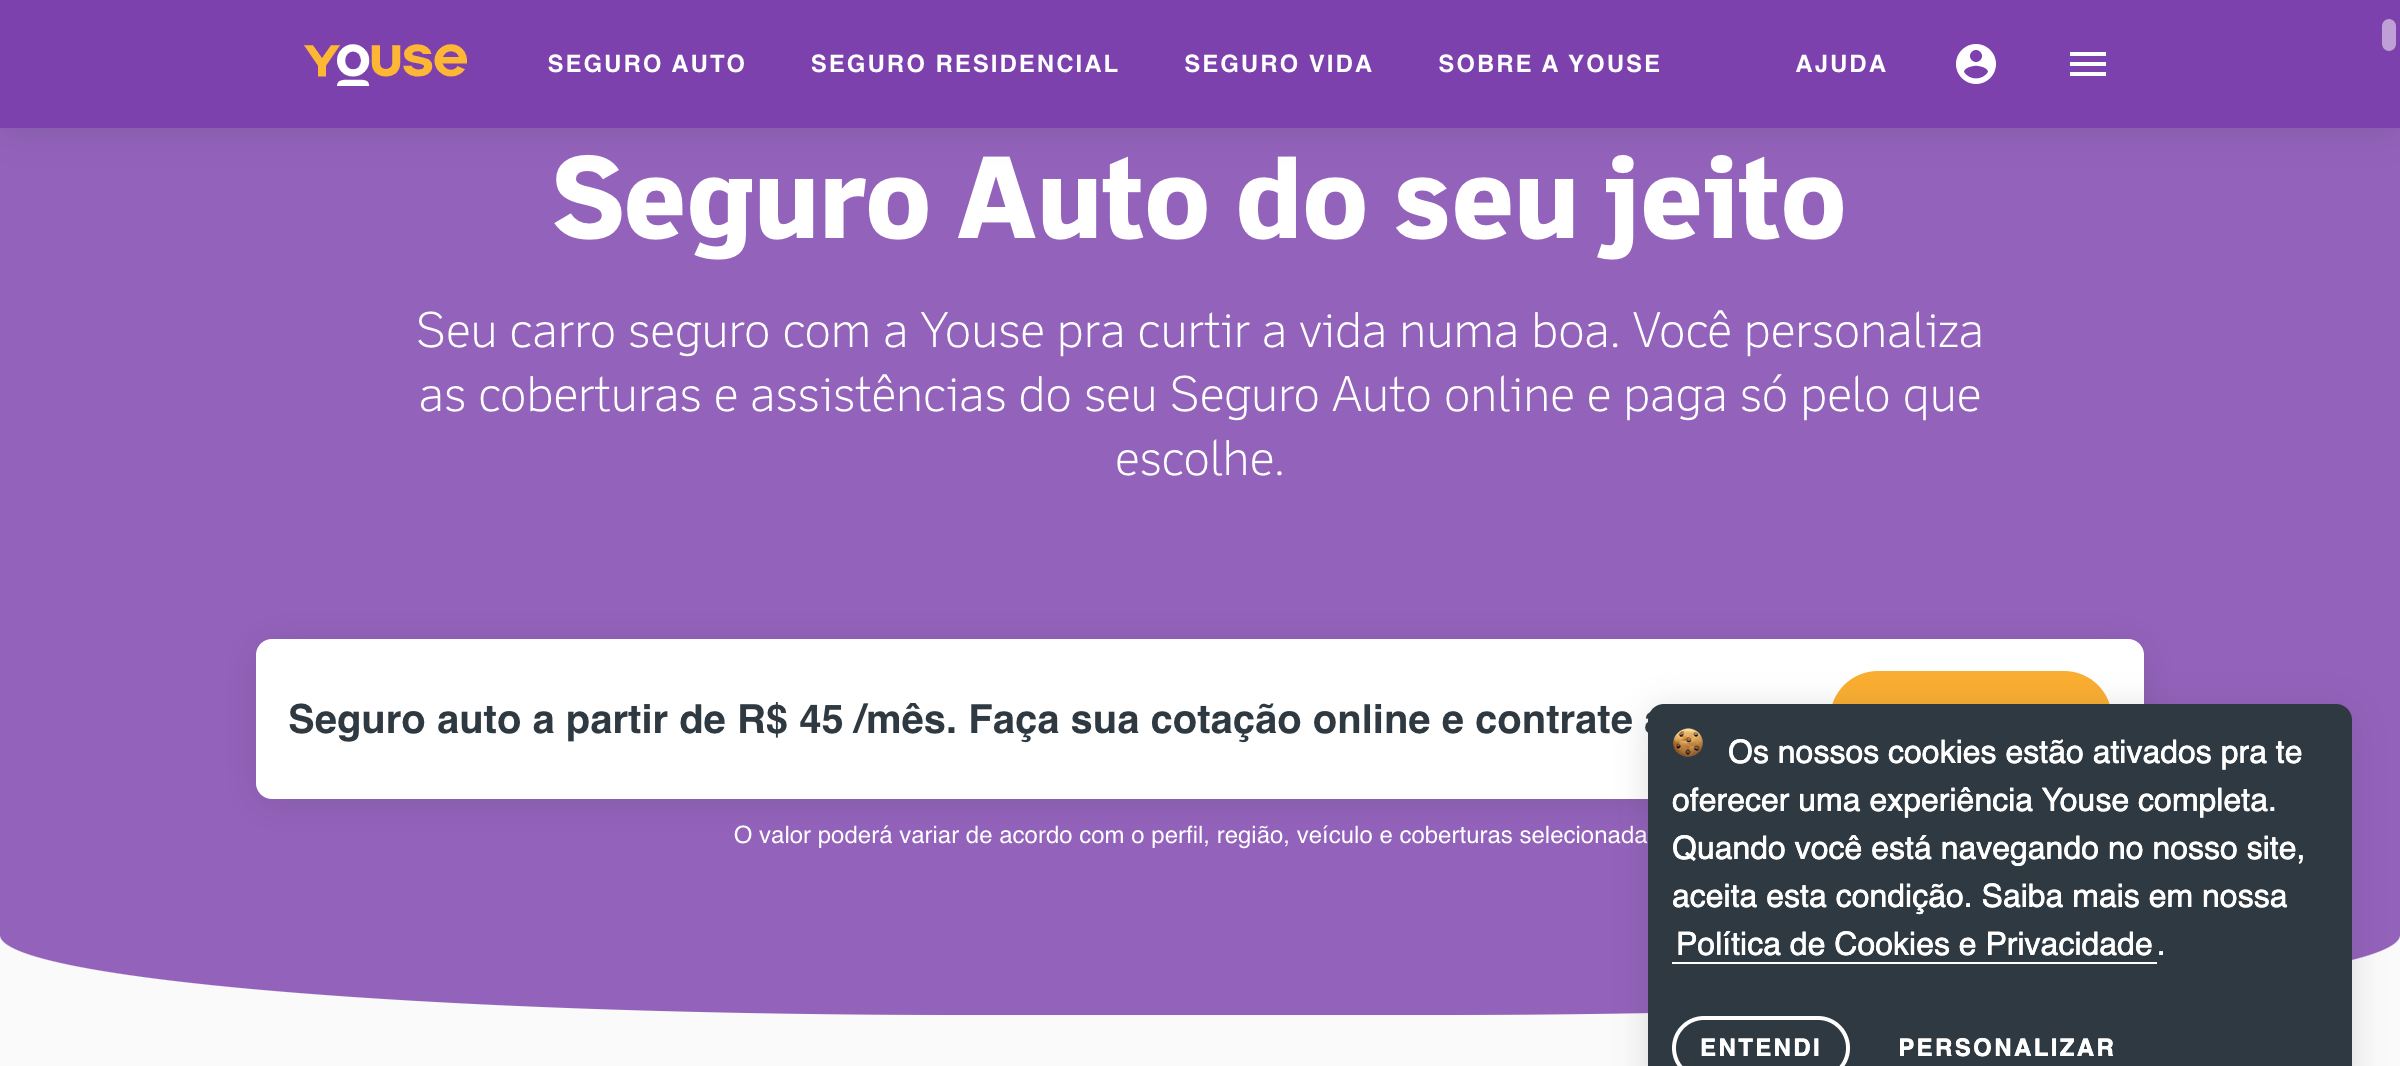 Youse
SEGURO AUTO
SEGURO RESIDENCIAL
SEGURO VIDA
SOBRE A YOUSE
AJUDA
Seguro Auto do seu jeito
Seu carro seguro com a Youse pra curtir a vida numa boa. Você personaliza
as coberturas e assistências do seu Seguro Auto online e paga só pelo que
escolhe.
Seguro auto a partir de R$ 45 /mês. Faça sua cotação online e contrate
O valor poderá variar de acordo com o perfil, região, veículo e coberturas
Os nossos cookies estão ativados pra te
oferecer uma experiência Youse completa.
Quando você está navegando no nosso site,
aceita esta condição. Saiba mais em nossa
Política de Cookies e Privacidade.
ENTENDI
PERSONALIZAR